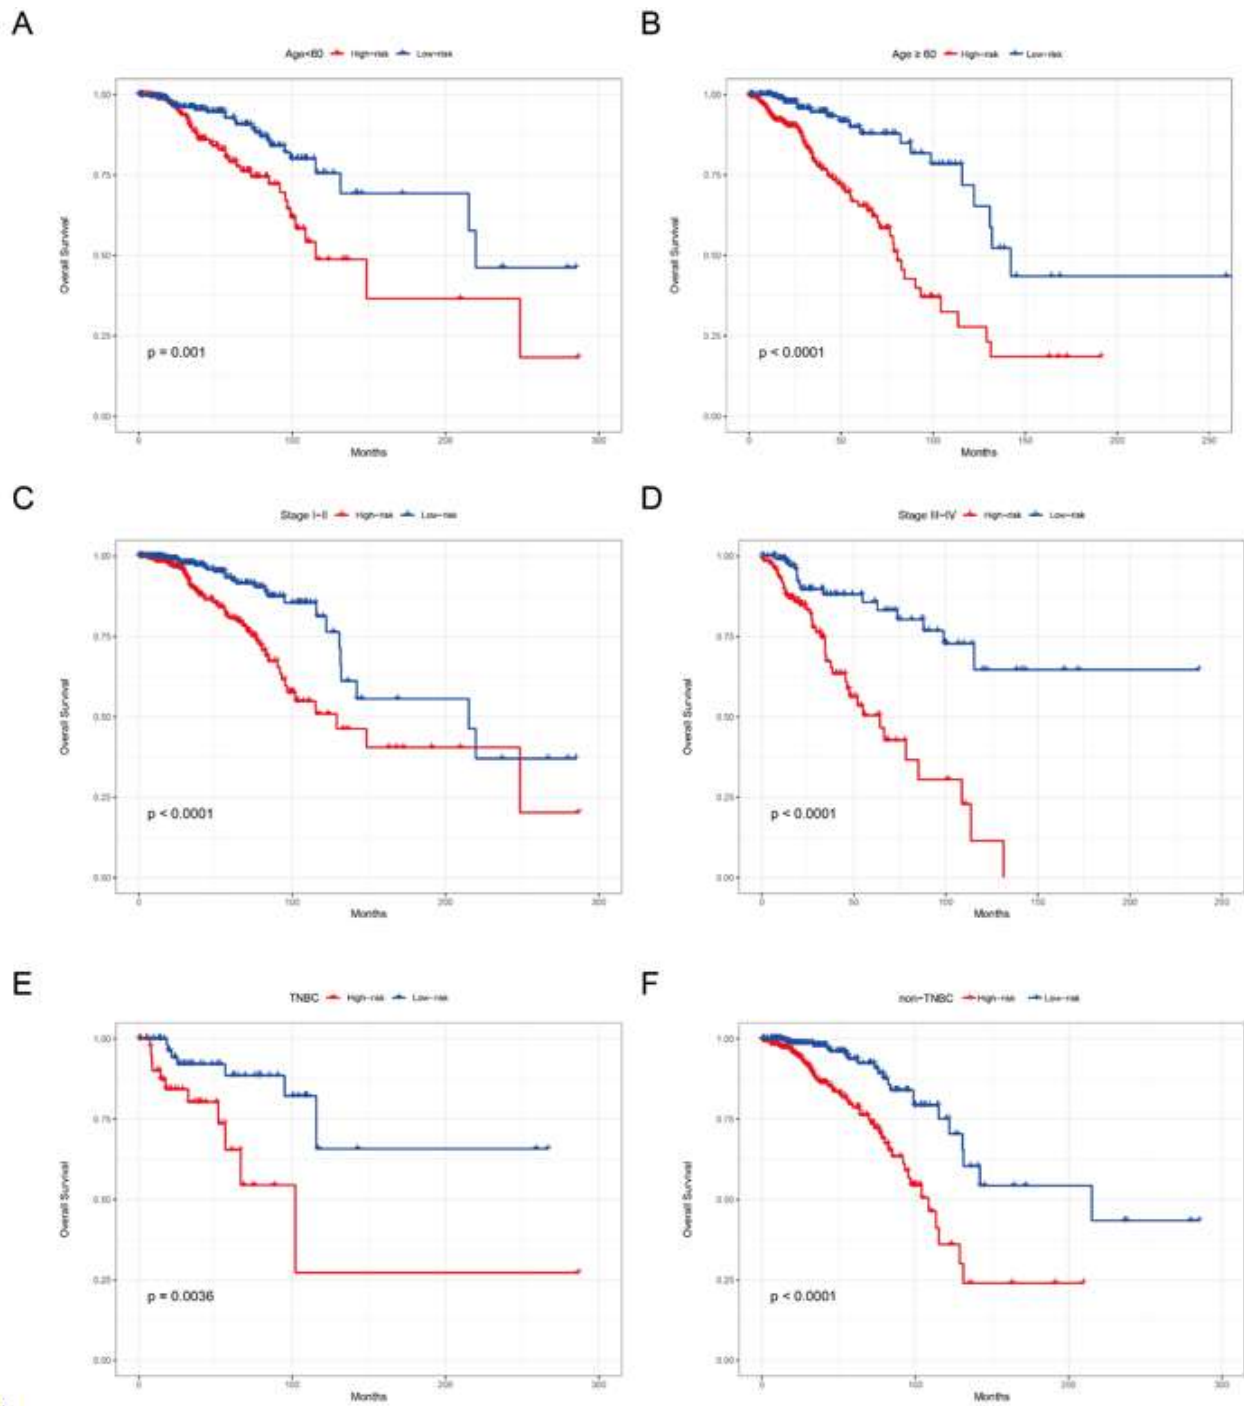 A
Age<60 High-risk Low-risk
1.00
0.75
0.50
0.25
0.00
Overall Survival
p = 0.001
0 100 200 300
Months
B
Age ≥ 60 High-risk Low-risk
1.00
0.75
0.50
0.25
0.00
Overall Survival
p < 0.0001
0 50 100 150 200 250
Months
C
Stage I-II High-risk Low-risk
1.00
0.75
0.50
0.25
0.00
Overall Survival
p < 0.0001
0 100 200 300
Months
D
Stage III-IV High-risk Low-risk
1.00
0.75
0.50
0.25
0.00
Overall Survival
p < 0.0001
0 50 100 150 200 250
Months
E
TNBC High-risk Low-risk
1.00
0.75
0.50
0.25
0.00
Overall Survival
p = 0.0036
0 100 200 300
Months
F
non-TNBC High-risk Low-risk
1.00
0.75
0.50
0.25
0.00
Overall Survival
p < 0.0001
0 100 200 300
Months